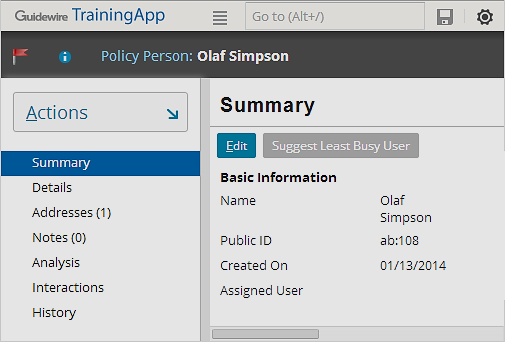 Guidewire TrainingApp
Go to (Alt+/)
Policy Person: Olaf Simpson
Actions
Summary
Details
Addresses (1)
Notes (0)
Analysis
Interactions
History
Summary
Edit
Suggest Least Busy User
Basic Information
Name Olaf
Simpson
Public ID ab:108
Created On 01/13/2014
Assigned User